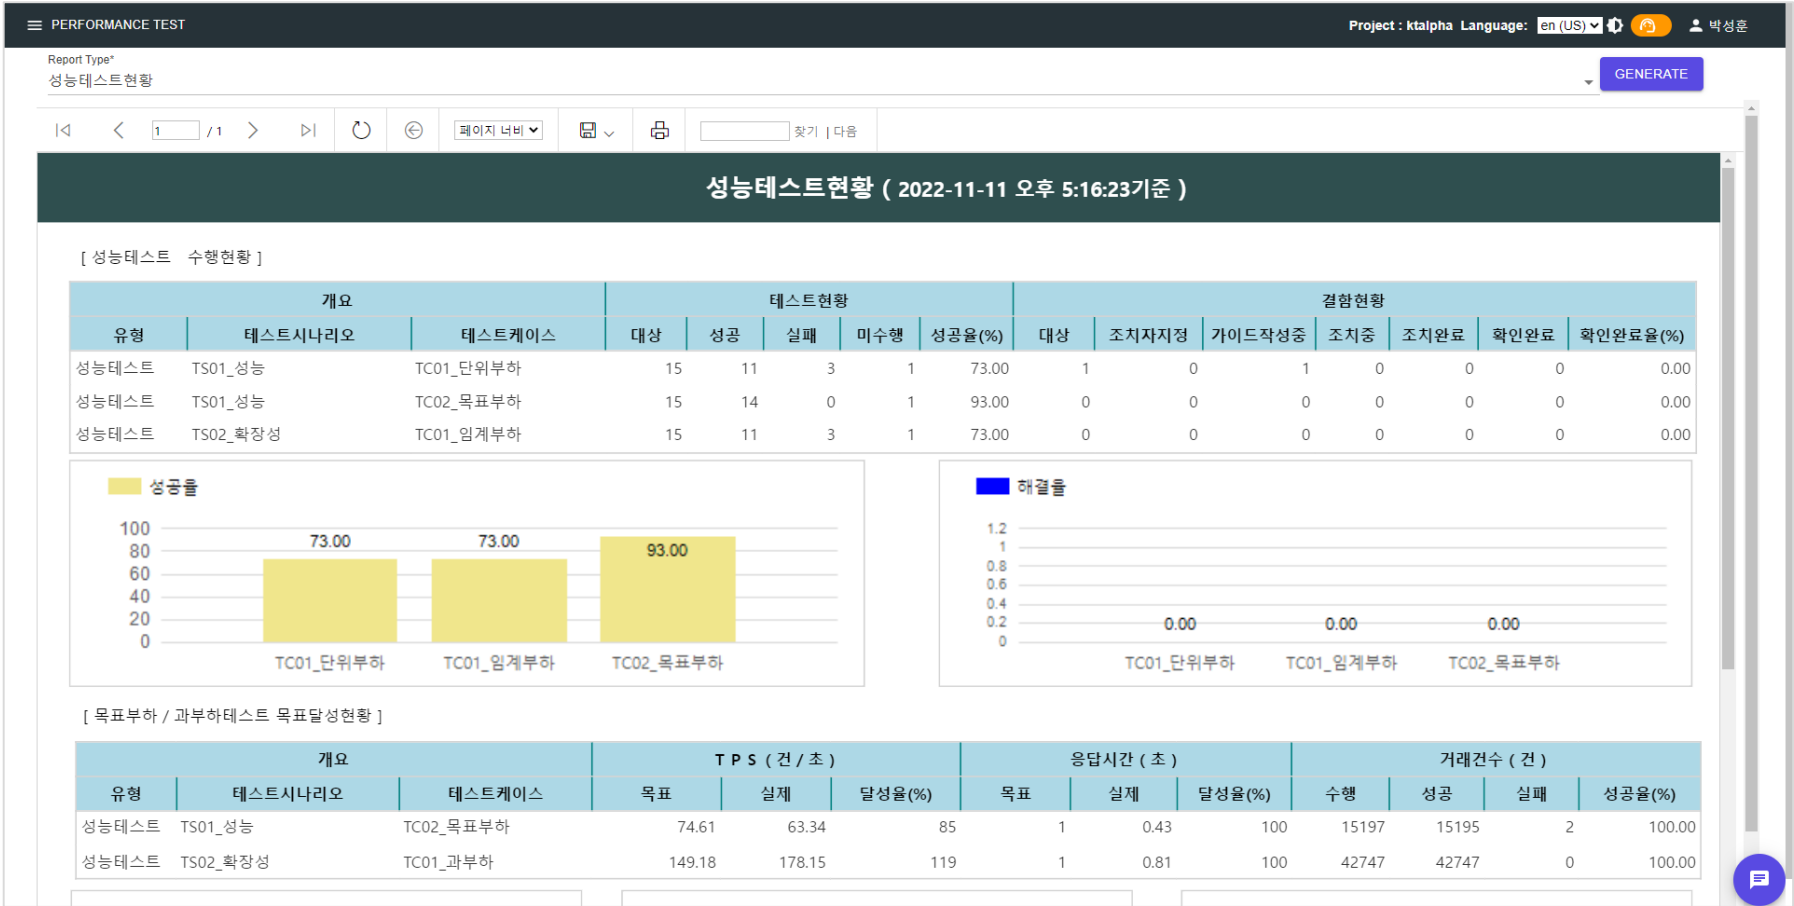 PERFORMANCE TEST
Project : ktalpha Language: en (US) 박성훈
Report Type*
성능테스트현황
GENERATE
1 / 1 페이지 너비 찾기 | 다음
성능테스트현황 ( 2022-11-11 오후 5:16:23기준 )
[ 성능테스트 수행현황 ]
개요 테스트현황 결함현황
유형 테스트시나리오 테스트케이스 대상 성공 실패 미수행 성공율(%) 대상 조치자지정 가이드작성중 조치중 조치완료 확인완료 확인완료율(%)
성능테스트 TS01_성능 TC01_단위부하 15 11 3 1 73.00 1 0 1 0 0 0 0.00
성능테스트 TS01_성능 TC02_목표부하 15 14 0 1 93.00 0 0 0 0 0 0 0.00
성능테스트 TS02_확장성 TC01_임계부하 15 11 3 1 73.00 0 0 0 0 0 0 0.00
성공율
100
80
60
40
20
0
73.00 73.00 93.00
TC01_단위부하 TC01_임계부하 TC02_목표부하
해결율
1.2
1
0.8
0.6
0.4
0.2
0
0.00 0.00 0.00
TC01_단위부하 TC01_임계부하 TC02_목표부하
[ 목표부하 / 과부하테스트 목표달성현황 ]
개요 T P S ( 건 / 초 ) 응답시간 ( 초 ) 거래건수 ( 건 )
유형 테스트시나리오 테스트케이스 목표 실제 달성율(%) 목표 실제 달성율(%) 수행 성공 실패 성공율(%)
성능테스트 TS01_성능 TC02_목표부하 74.61 63.34 85 1 0.43 100 15197 15195 2 100.00
성능테스트 TS02_확장성 TC01_과부하 149.18 178.15 119 1 0.81 100 42747 42747 0 100.00